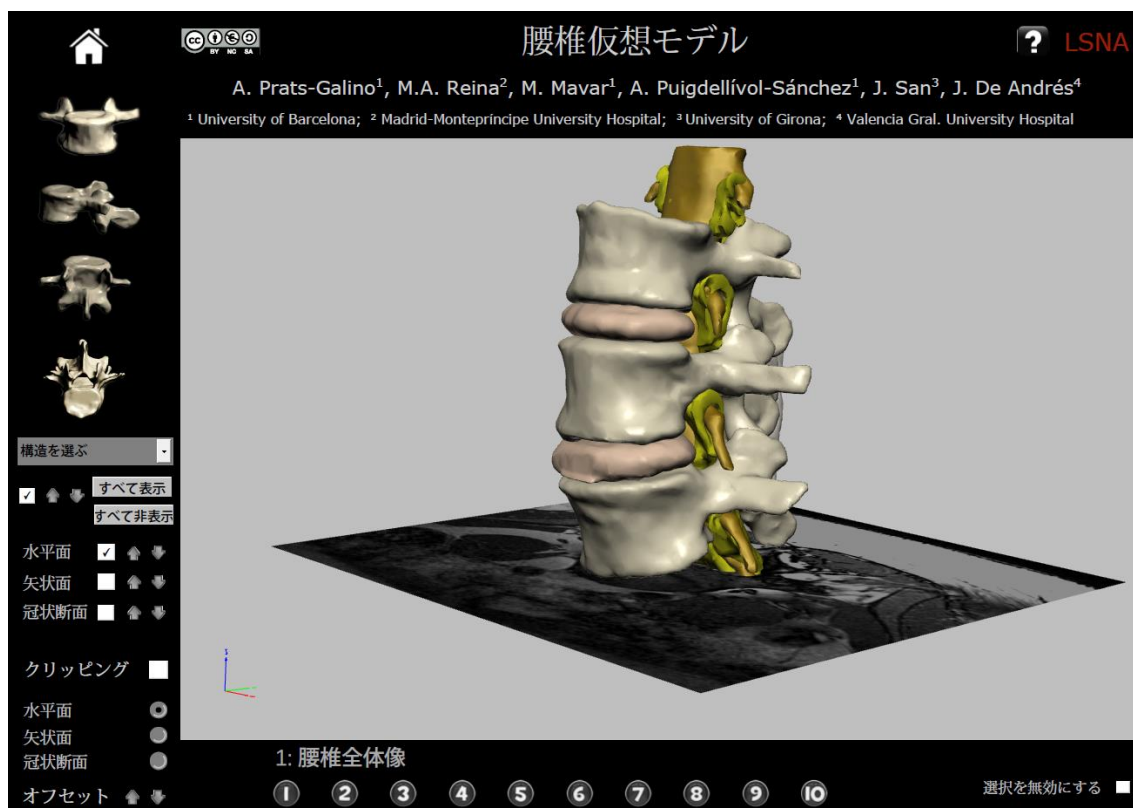 CC BY NC SA
腰椎仮想モデル
? LSNA
A. Prats-Galino¹, M.A. Reina², M. Mavar¹, A. Puigdellívol-Sánchez¹, J. San³, J. De Andrés⁴
¹ University of Barcelona; ² Madrid-Montepríncipe University Hospital; ³ University of Girona; ⁴ Valencia Gral. University Hospital
構造を選ぶ
すべて表示
すべて非表示
水平面
矢状面
冠状断面
クリッピング
水平面
矢状面
冠状断面
オフセット
1: 腰椎全体像
1 2 3 4 5 6 7 8 9 10
選択を無効にする